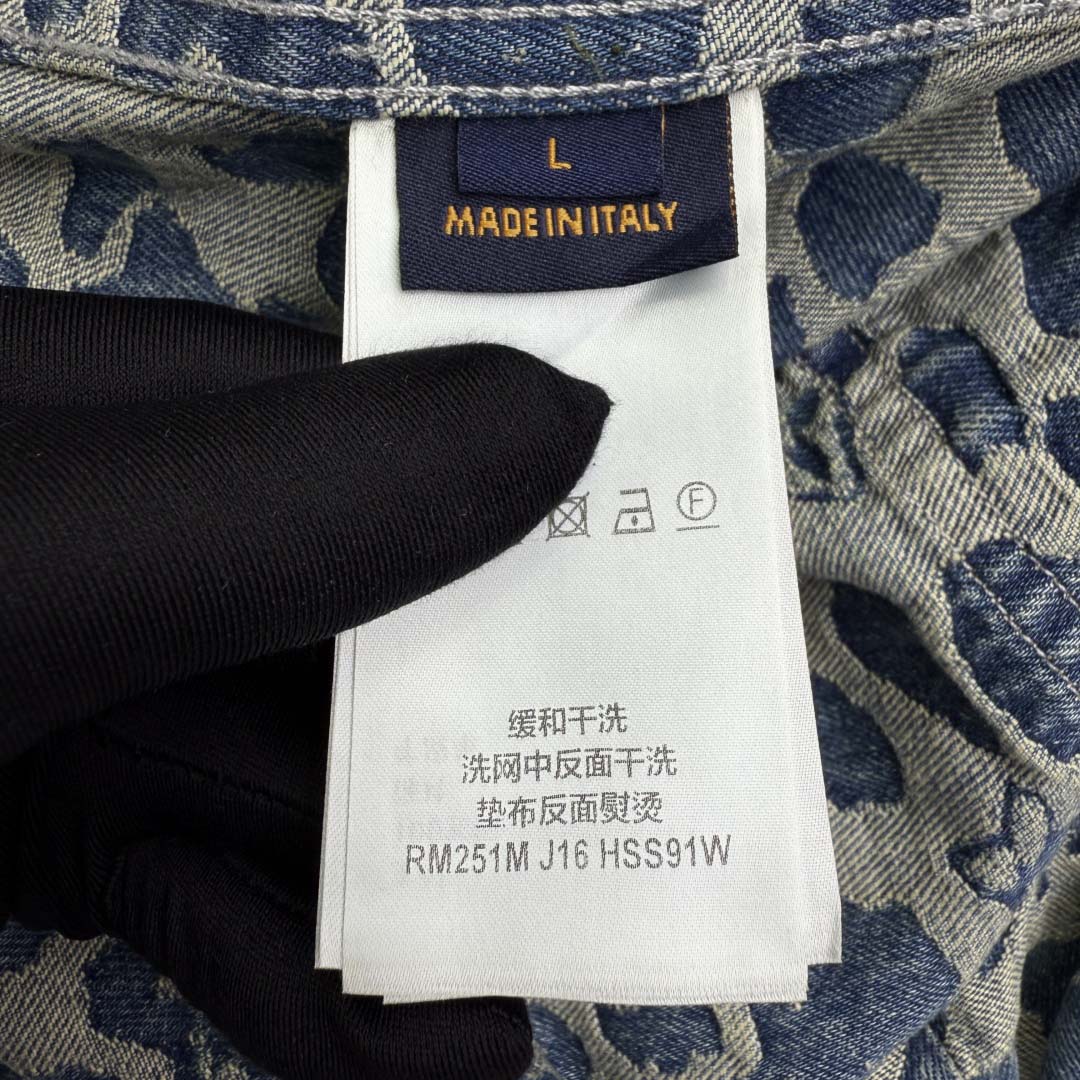 L
MADE IN ITALY
F
缓和干洗
洗网中反面干洗
垫布反面熨烫
RM251M J16 HSS91W